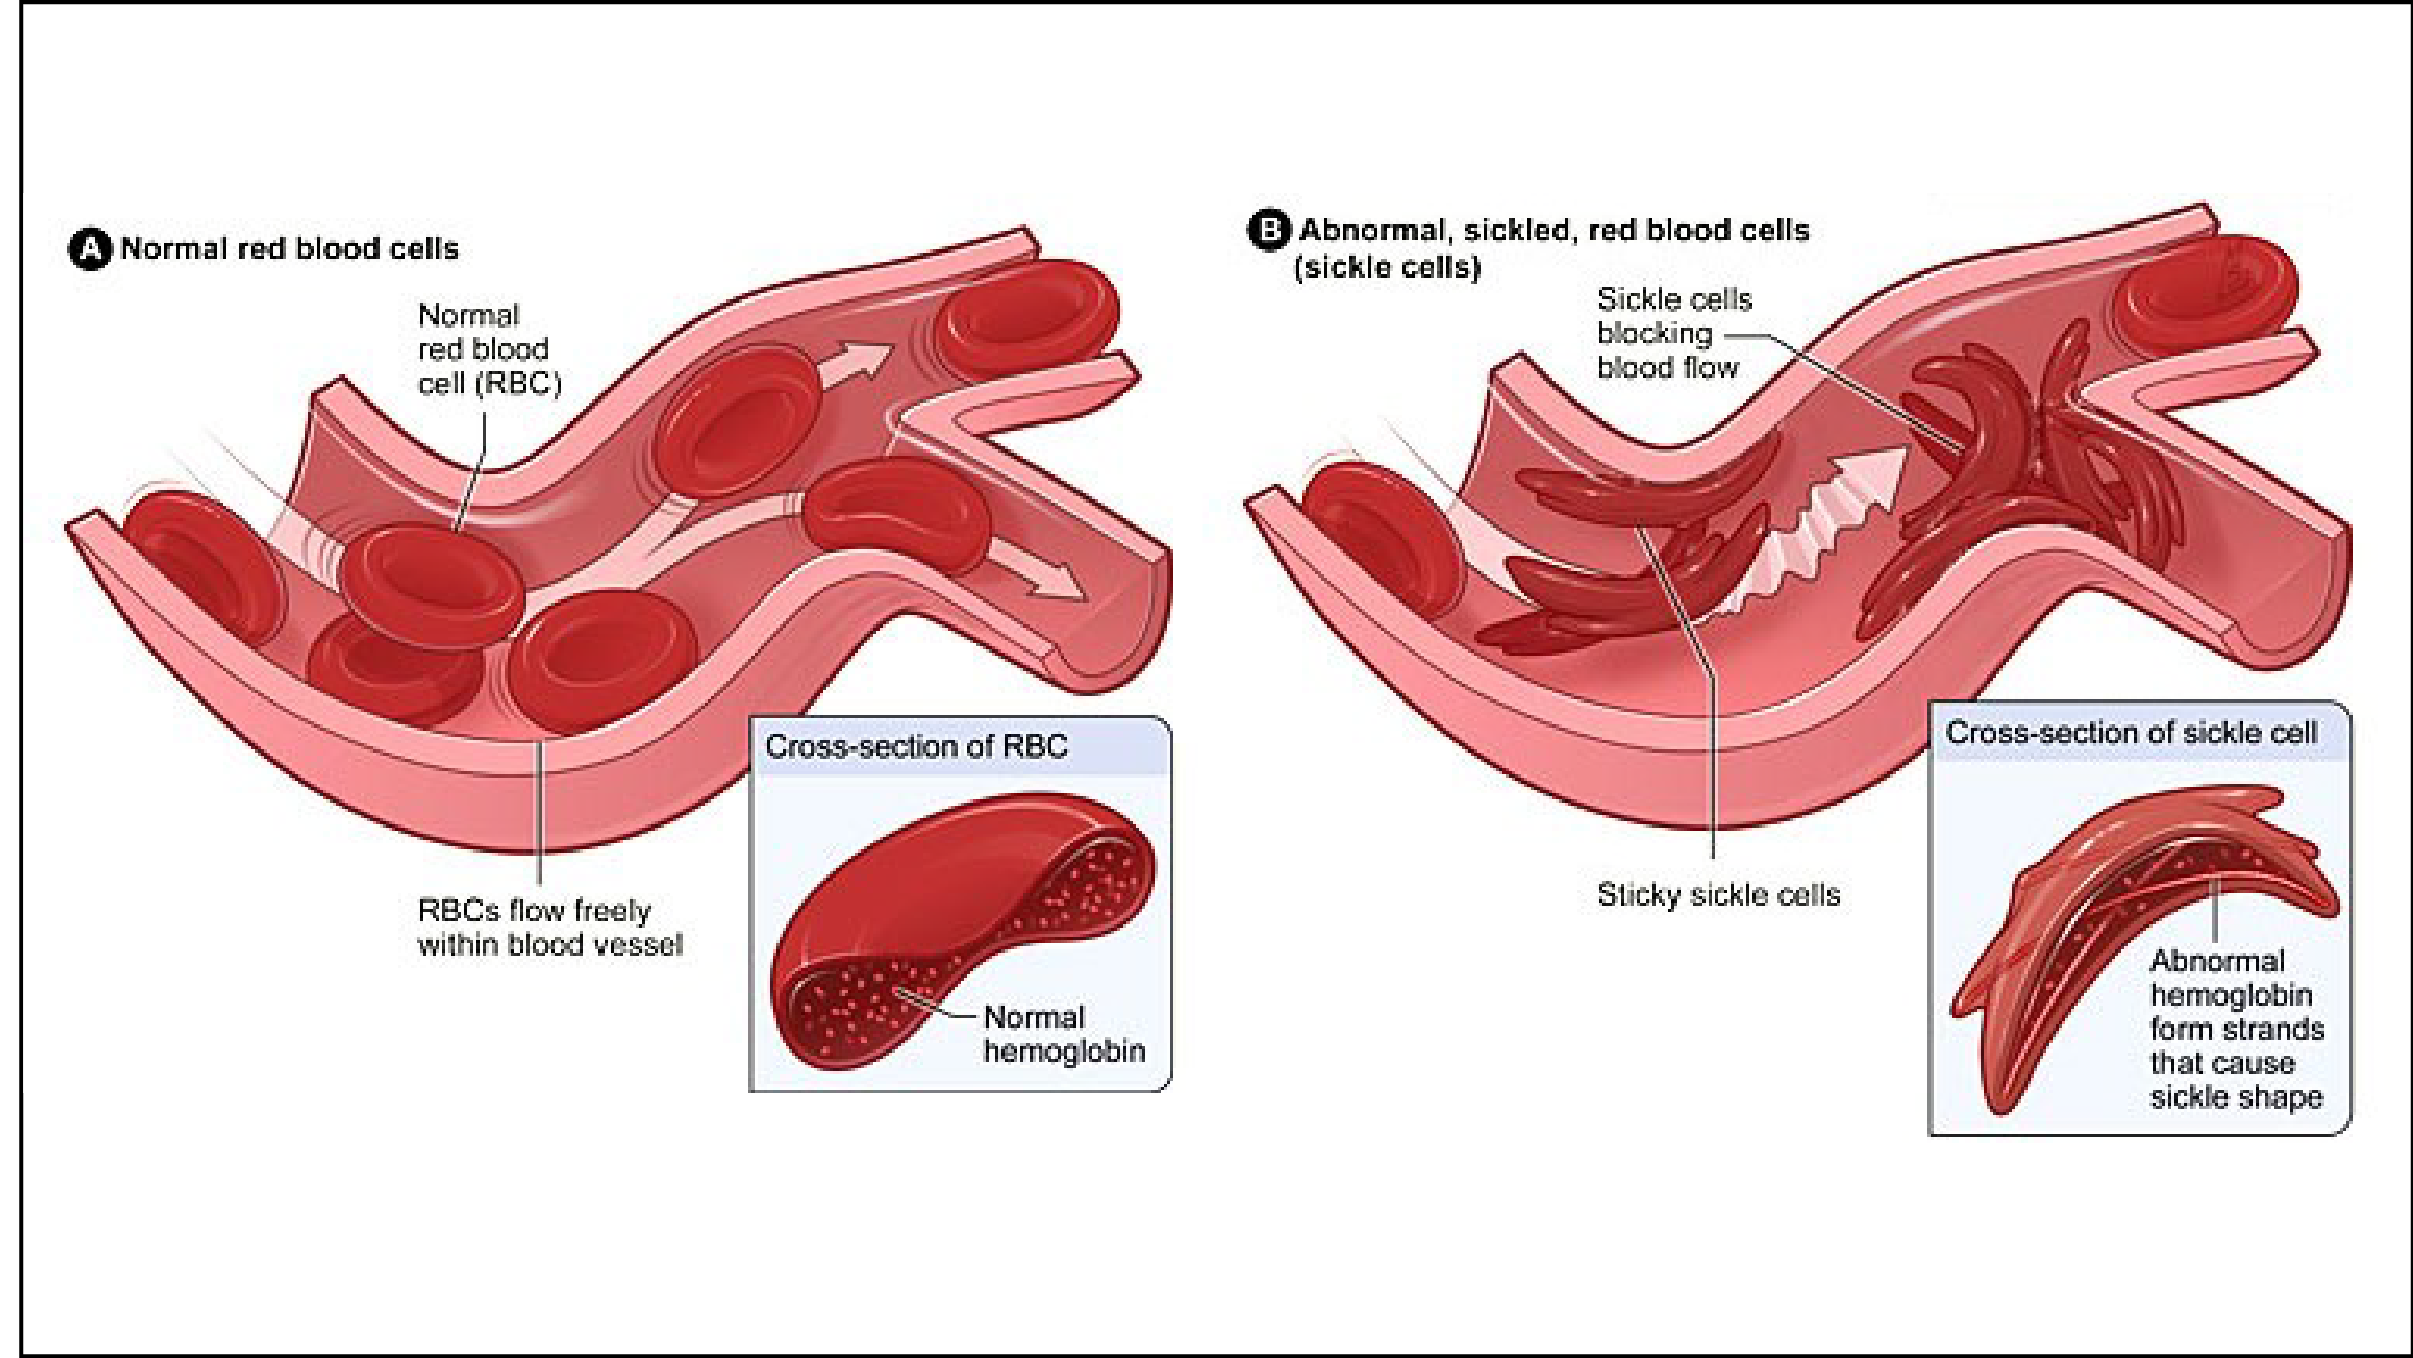 A Normal red blood cells
Normal
red blood
cell (RBC)
RBCs flow freely
within blood vessel
Cross-section of RBC
Normal
hemoglobin
B Abnormal, sickled, red blood cells
(sickle cells)
Sickle cells
blocking
blood flow
Sticky sickle cells
Cross-section of sickle cell
Abnormal
hemoglobin
form strands
that cause
sickle shape